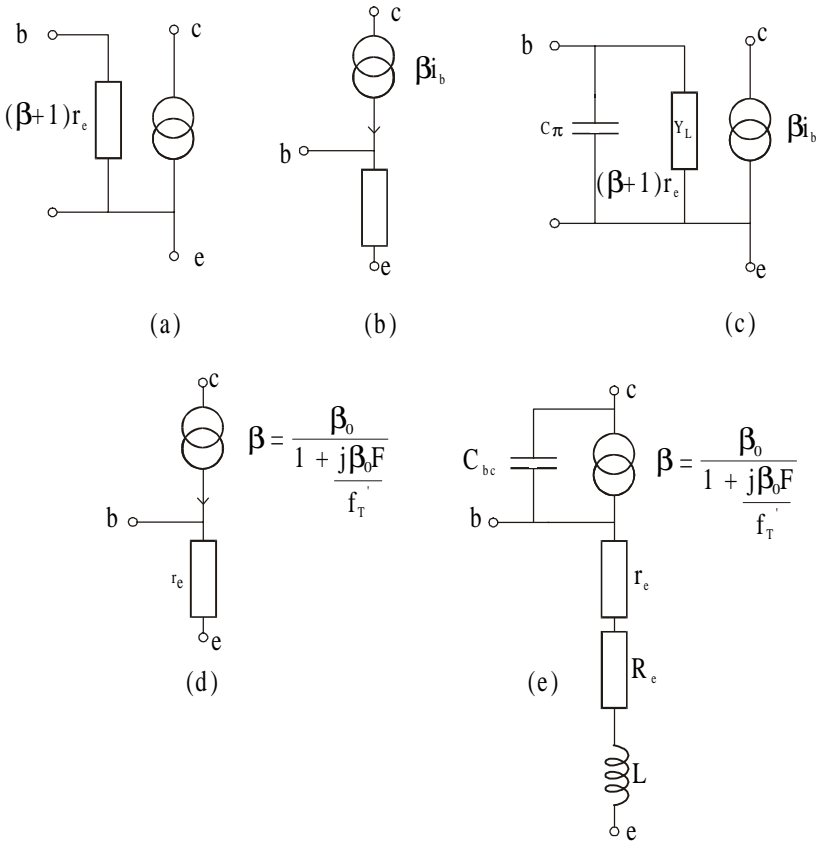 b
c
(β+1)r_e
e
(a)
c
βi_b
b
e
(b)
b
c
Cπ
Y_L
βi_b
(β+1)r_e
e
(c)
c
β = β_0 / (1 + jβ_0F / f_T')
b
r_e
e
(d)
c
C_bc
β = β_0 / (1 + jβ_0F / f_T')
b
r_e
R_e
(e)
L
e